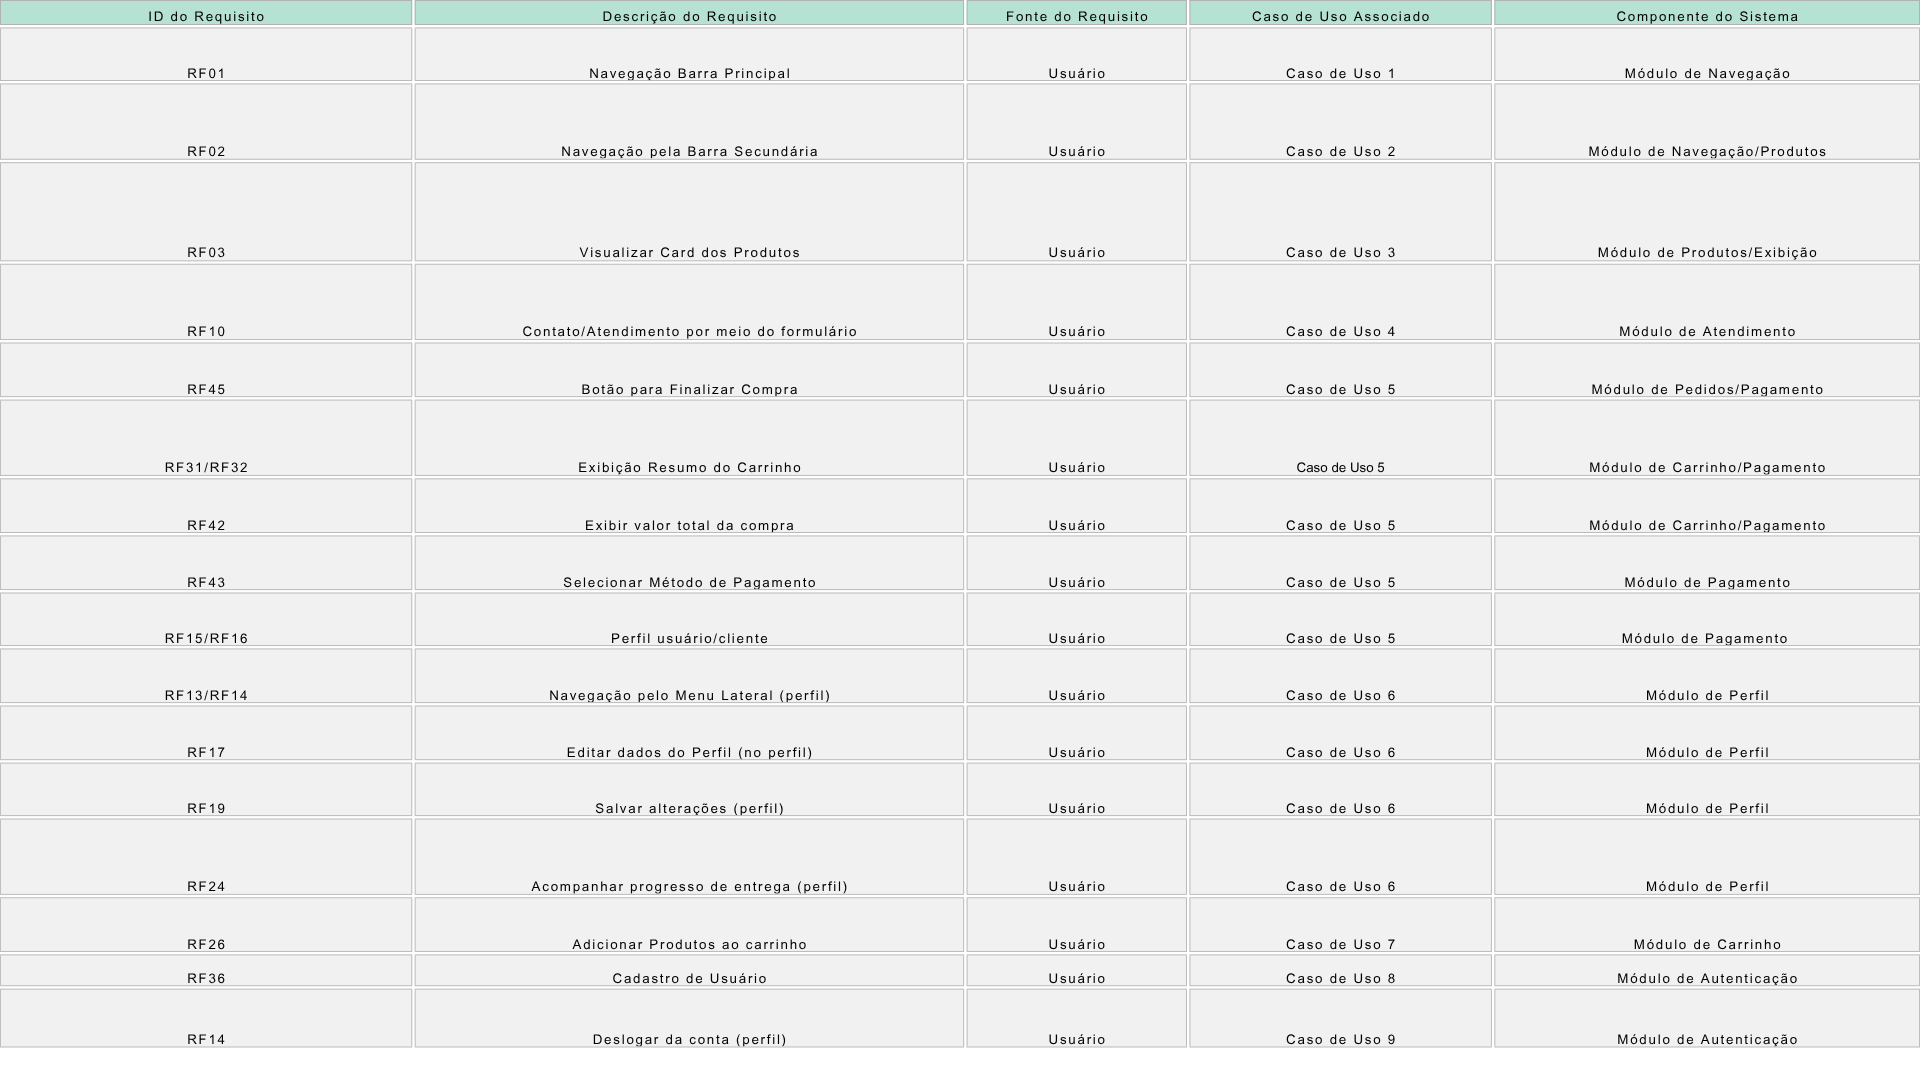 ID do Requisito Descrição do Requisito Fonte do Requisito Caso de Uso Associado Componente do Sistema
RF01 Navegação Barra Principal Usuário Caso de Uso 1 Módulo de Navegação
RF02 Navegação pela Barra Secundária Usuário Caso de Uso 2 Módulo de Navegação/Produtos
RF03 Visualizar Card dos Produtos Usuário Caso de Uso 3 Módulo de Produtos/Exibição
RF10 Contato/Atendimento por meio do formulário Usuário Caso de Uso 4 Módulo de Atendimento
RF45 Botão para Finalizar Compra Usuário Caso de Uso 5 Módulo de Pedidos/Pagamento
RF31/RF32 Exibição Resumo do Carrinho Usuário Caso de Uso 5 Módulo de Carrinho/Pagamento
RF42 Exibir valor total da compra Usuário Caso de Uso 5 Módulo de Carrinho/Pagamento
RF43 Selecionar Método de Pagamento Usuário Caso de Uso 5 Módulo de Pagamento
RF15/RF16 Perfil usuário/cliente Usuário Caso de Uso 5 Módulo de Pagamento
RF13/RF14 Navegação pelo Menu Lateral (perfil) Usuário Caso de Uso 6 Módulo de Perfil
RF17 Editar dados do Perfil (no perfil) Usuário Caso de Uso 6 Módulo de Perfil
RF19 Salvar alterações (perfil) Usuário Caso de Uso 6 Módulo de Perfil
RF24 Acompanhar progresso de entrega (perfil) Usuário Caso de Uso 6 Módulo de Perfil
RF26 Adicionar Produtos ao carrinho Usuário Caso de Uso 7 Módulo de Carrinho
RF36 Cadastro de Usuário Usuário Caso de Uso 8 Módulo de Autenticação
RF14 Deslogar da conta (perfil) Usuário Caso de Uso 9 Módulo de Autenticação